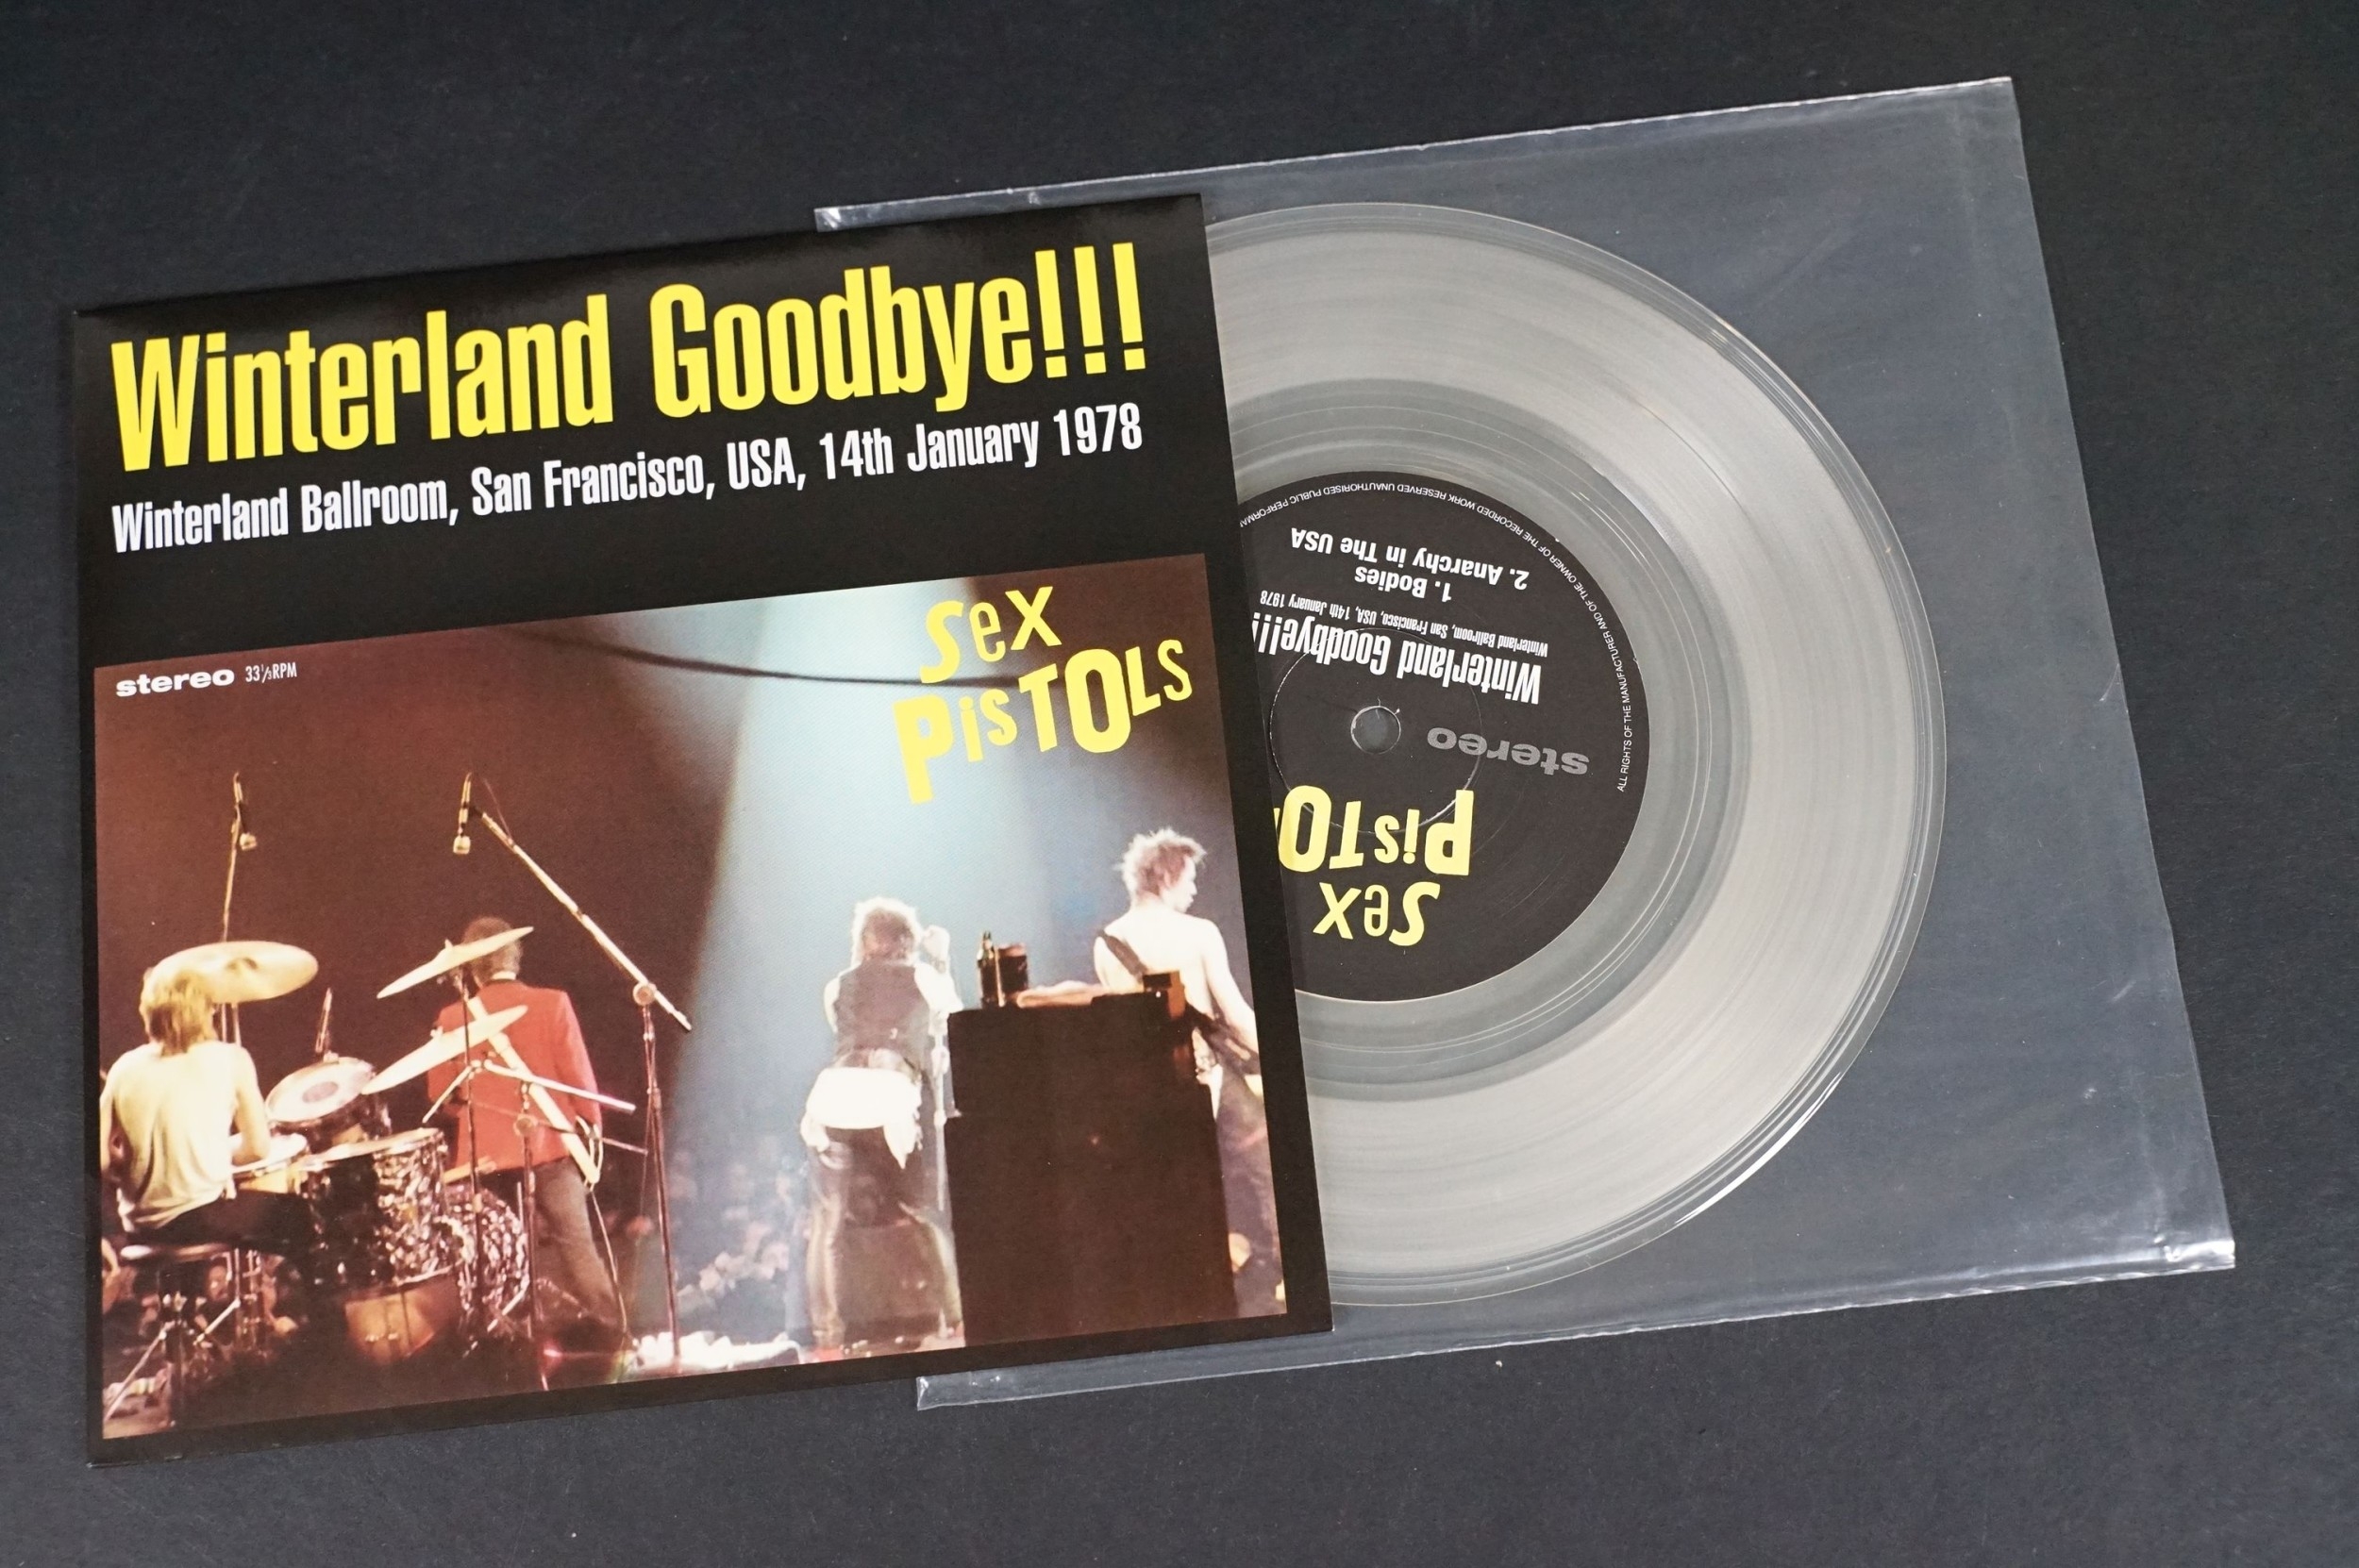 Winterland Goodbye!!!
Winterland Ballroom, San Francisco, USA, 14th January 1978
stereo 33⅓RPM
Sex
PisTOLS
ALL RIGHTS OF THE MANUFACTURER AND OF THE OWNER OF THE RECORDED WORK RESERVED UNAUTHORISED PUBLIC
Sex
PisTO
stereo
Winterland Goodbye!!!
Winterland Ballroom, San Francisco, USA, 14th January 1978
1. Bodies
2. Anarchy in The USA